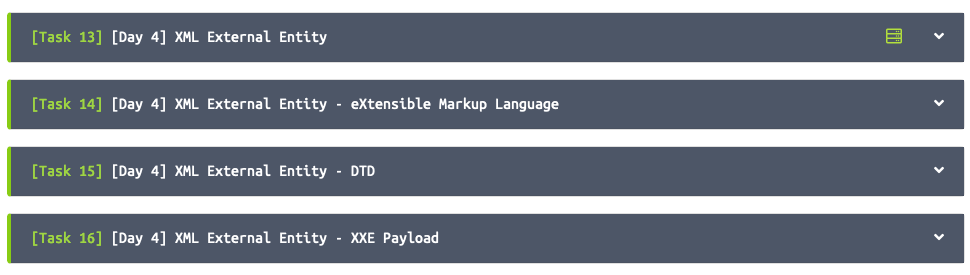 [Task 13] [Day 4] XML External Entity
[Task 14] [Day 4] XML External Entity - eXtensible Markup Language
[Task 15] [Day 4] XML External Entity - DTD
[Task 16] [Day 4] XML External Entity - XXE Payload